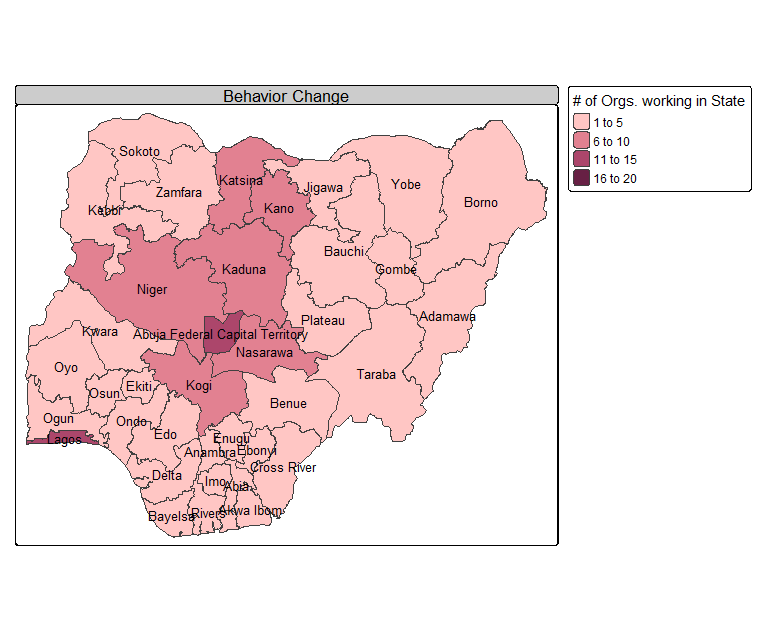 Behavior Change
# of Orgs. working in State
1 to 5
6 to 10
11 to 15
16 to 20
Sokoto
Katsina
Jigawa
Yobe
Zamfara
Borno
Kebbi
Kano
Bauchi
Kaduna
Gombe
Niger
Adamawa
Plateau
Kwara
Abuja Federal Capital Territory
Nasarawa
Oyo
Taraba
Kogi
Ekiti
Osun
Benue
Ogun
Ondo
Edo
Lagos
Enugu
Anambra
Ebonyi
Cross River
Delta
Imo
Abia
Bayelsa
Rivers
Akwa Ibom